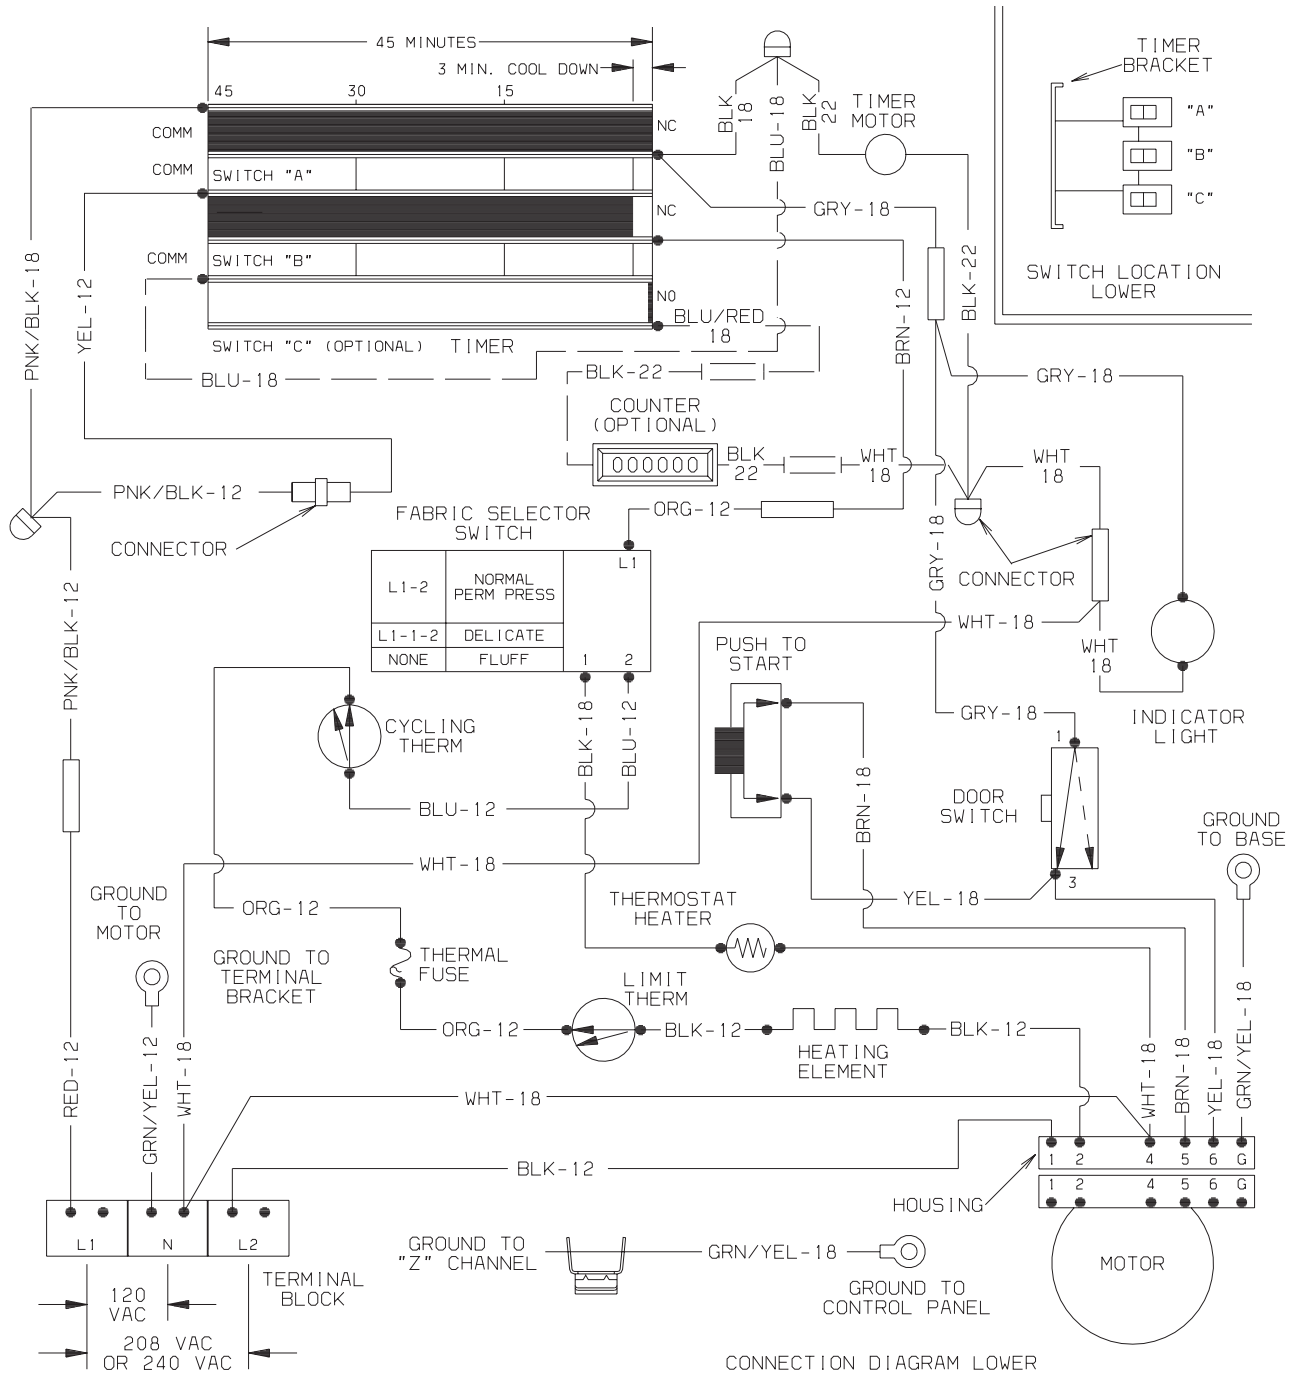 45 MINUTES
3 MIN. COOL DOWN
45
30
15
COMM
NC
COMM
SWITCH "A"
NC
COMM
SWITCH "B"
NO
SWITCH "C" (OPTIONAL)
TIMER
BLK
18
BLU-18
BLK
22
TIMER
MOTOR
TIMER
BRACKET
"A"
"B"
"C"
SWITCH LOCATION
LOWER
PNK/BLK-18
YEL-12
GRY-18
BLK-22
BRN-12
BLU/RED
18
BLU-18
BLK-22
GRY-18
COUNTER
(OPTIONAL)
000000
BLK
22
WHT
18
WHT
18
PNK/BLK-12
ORG-12
CONNECTOR
FABRIC SELECTOR
SWITCH
L1
L1-2
NORMAL
PERM PRESS
L1-1-2
DELICATE
NONE
FLUFF
1
2
GRY-18
CONNECTOR
WHT-18
WHT
18
PNK/BLK-12
PUSH TO
START
INDICATOR
LIGHT
CYCLING
THERM
BLK-18
BLU-12
GRY-18
1
BLU-12
BRN-18
DOOR
SWITCH
3
GROUND
TO BASE
WHT-18
GROUND
TO
MOTOR
ORG-12
THERMOSTAT
HEATER
YEL-18
GROUND TO
TERMINAL
BRACKET
THERMAL
FUSE
LIMIT
THERM
ORG-12
BLK-12
HEATING
ELEMENT
BLK-12
RED-12
GRN/YEL-12
WHT-18
WHT-18
BRN-18
YEL-18
GRN/YEL-18
WHT-18
BLK-12
1
2
4
5
6
G
1
2
4
5
6
G
HOUSING
L1
N
L2
TERMINAL
BLOCK
GROUND TO
"Z" CHANNEL
GRN/YEL-18
GROUND TO
CONTROL PANEL
MOTOR
120
VAC
208 VAC
OR 240 VAC
CONNECTION DIAGRAM LOWER